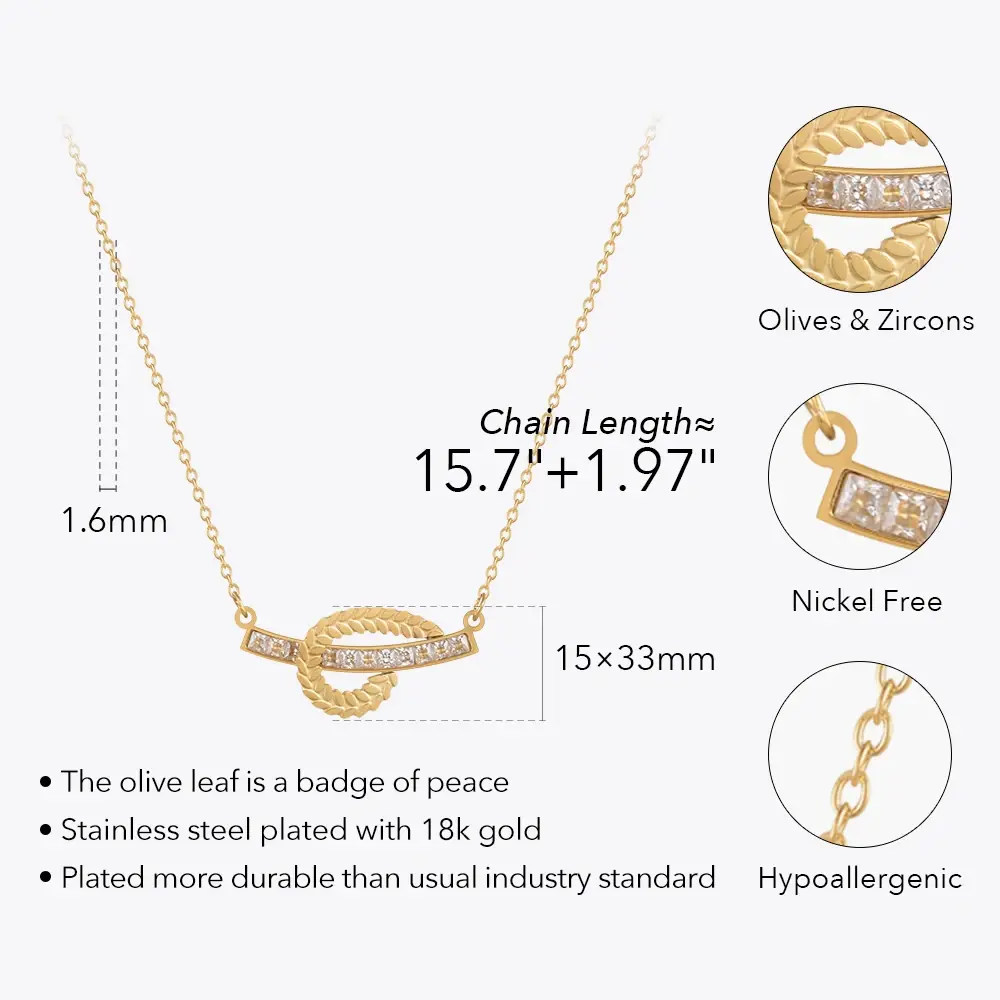 Olives & Zircons
Chain Length≈
15.7"+1.97"
1.6mm
Nickel Free
15×33mm
• The olive leaf is a badge of peace
• Stainless steel plated with 18k gold
• Plated more durable than usual industry standard
Hypoallergenic